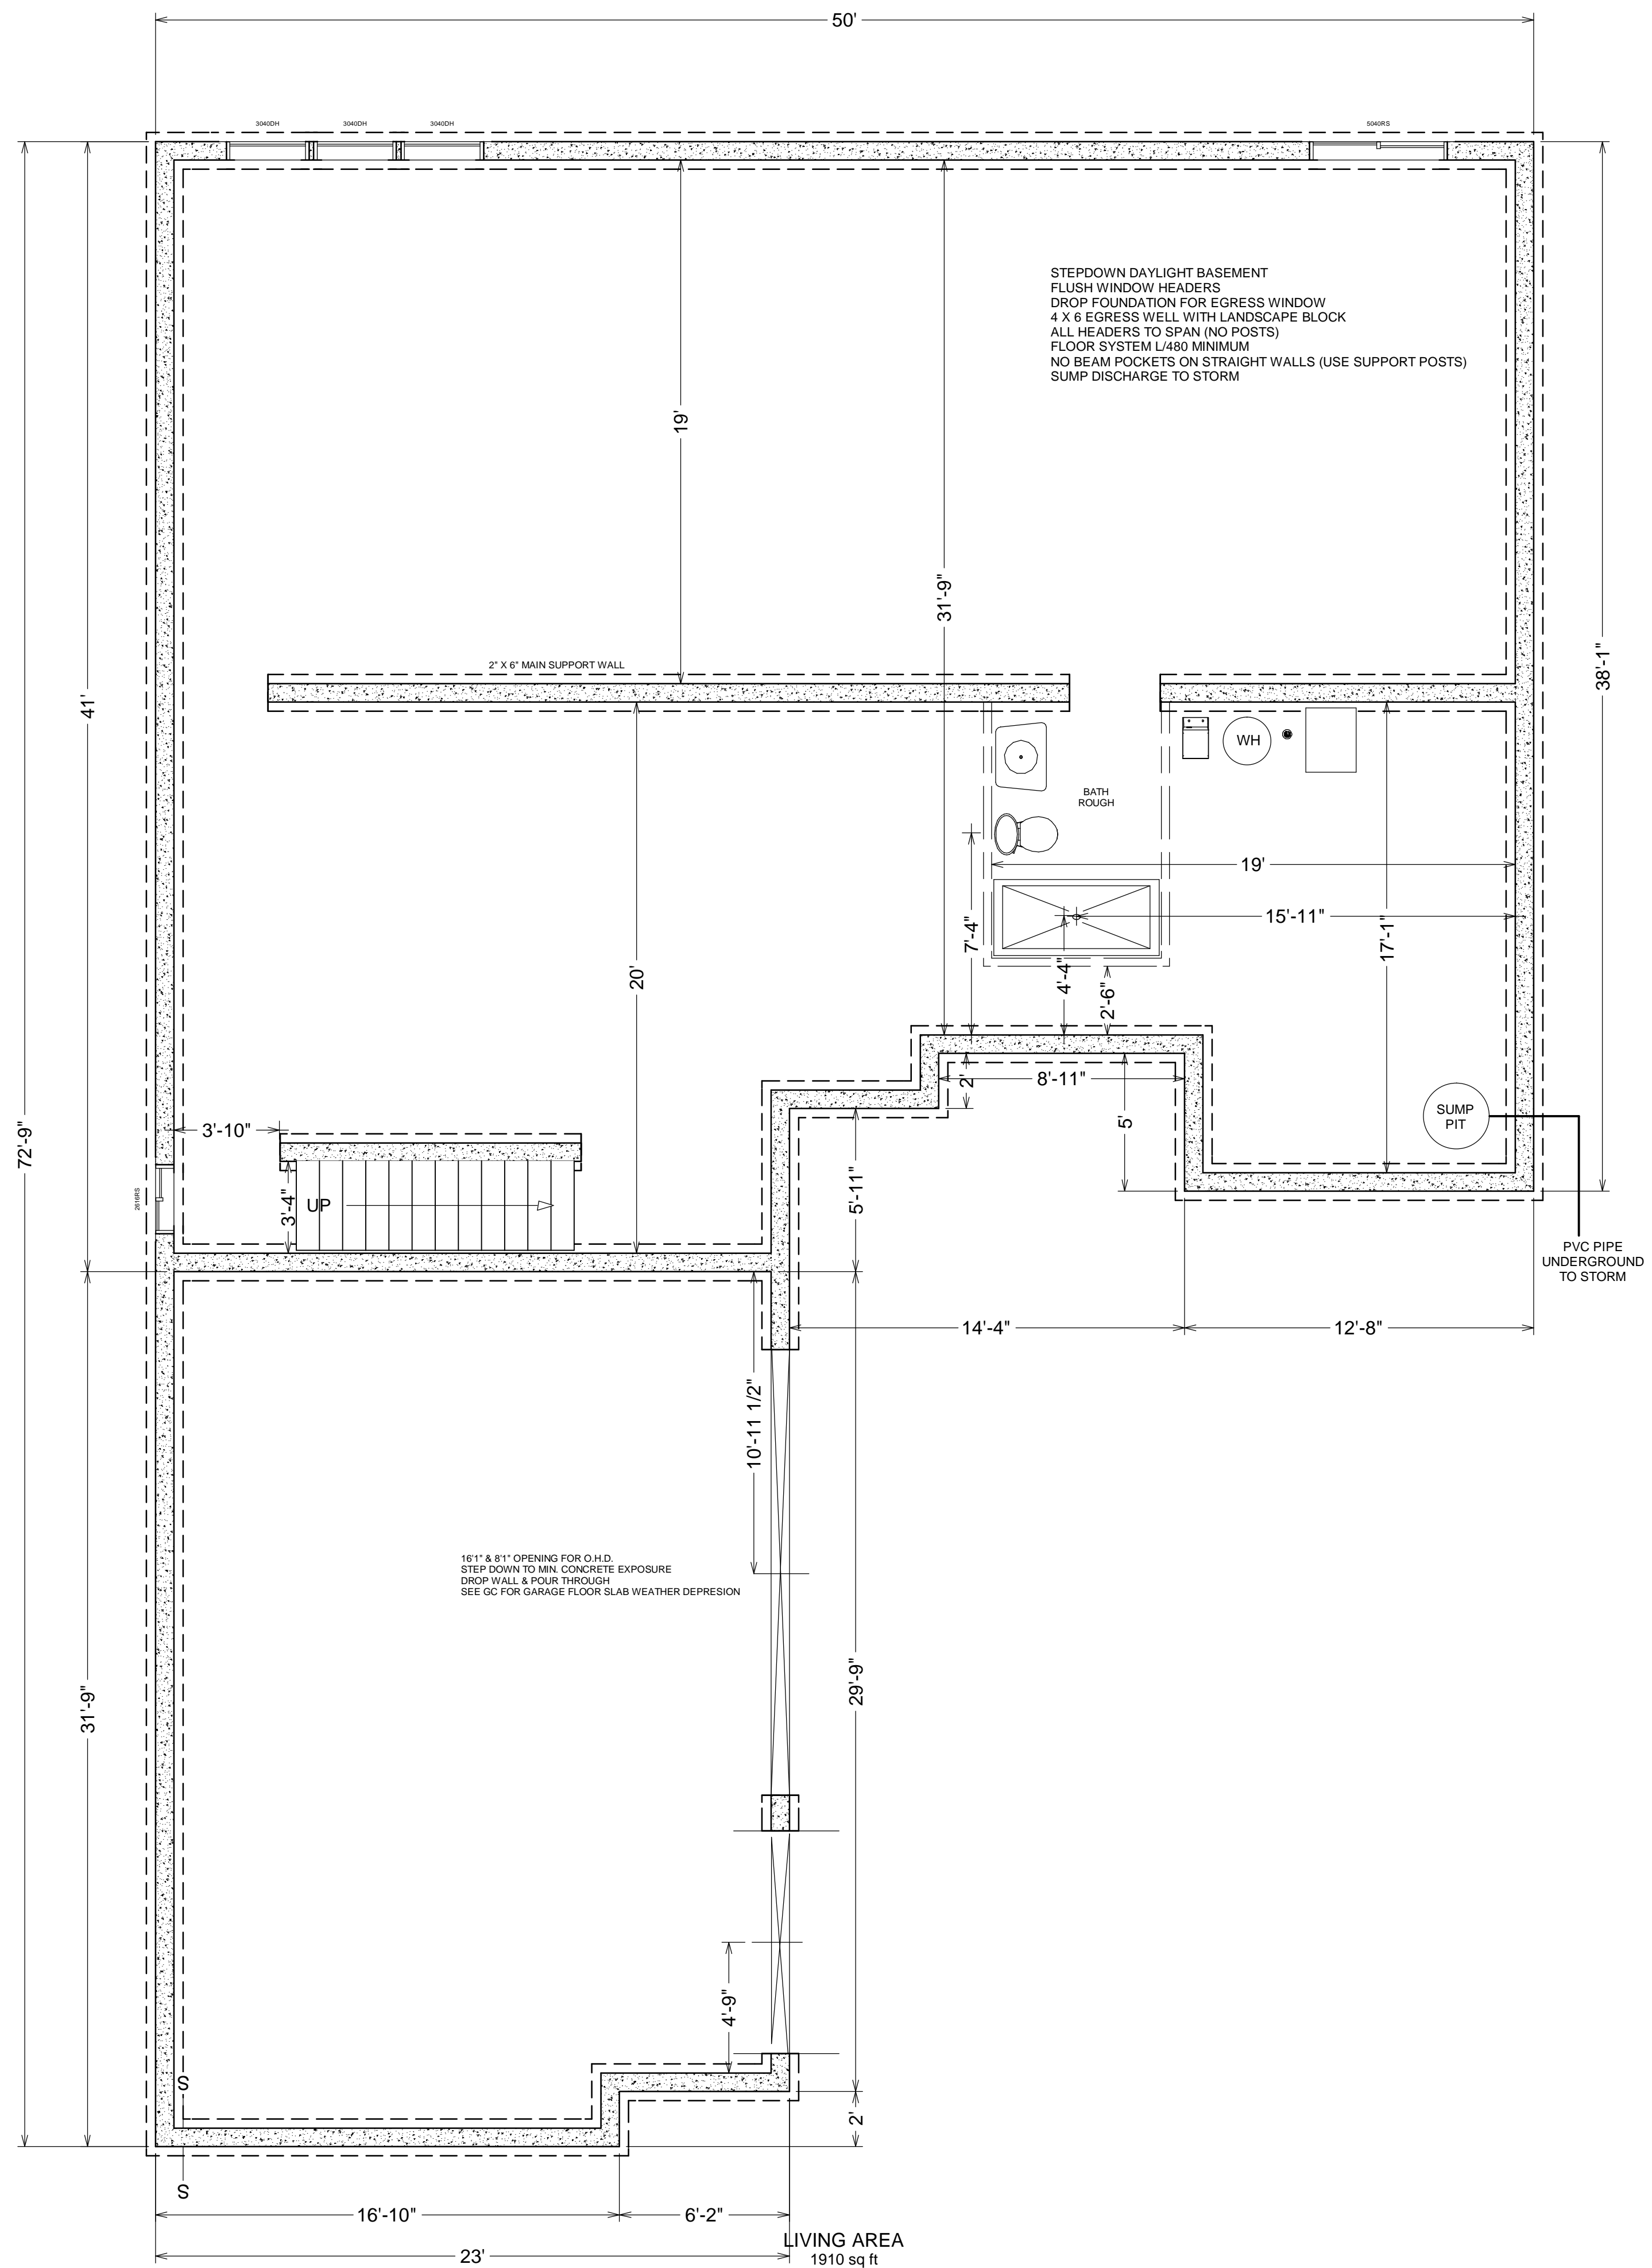 50'
3040DH
3040DH
3040DH
5040RS
STEPDOWN DAYLIGHT BASEMENT
FLUSH WINDOW HEADERS
DROP FOUNDATION FOR EGRESS WINDOW
4 X 6 EGRESS WELL WITH LANDSCAPE BLOCK
ALL HEADERS TO SPAN (NO POSTS)
FLOOR SYSTEM L/480 MINIMUM
NO BEAM POCKETS ON STRAIGHT WALLS (USE SUPPORT POSTS)
SUMP DISCHARGE TO STORM
19'
31'-9"
2" X 6" MAIN SUPPORT WALL
38'-1"
41'
WH
BATH
ROUGH
19'
15'-11"
7'-4"
17'-1"
20'
4'-4"
2'-6"
2'
8'-11"
5'
SUMP
PIT
3'-10"
72'-9"
5'-11"
2616RS
3'-4"
UP
PVC PIPE
UNDERGROUND
TO STORM
14'-4"
12'-8"
10'-11 1/2"
16'1" & 8'1" OPENING FOR O.H.D.
STEP DOWN TO MIN. CONCRETE EXPOSURE
DROP WALL & POUR THROUGH
SEE GC FOR GARAGE FLOOR SLAB WEATHER DEPRESION
31'-9"
29'-9"
4'-9"
S
2'
S
16'-10"
6'-2"
LIVING AREA
1910 sq ft
23'